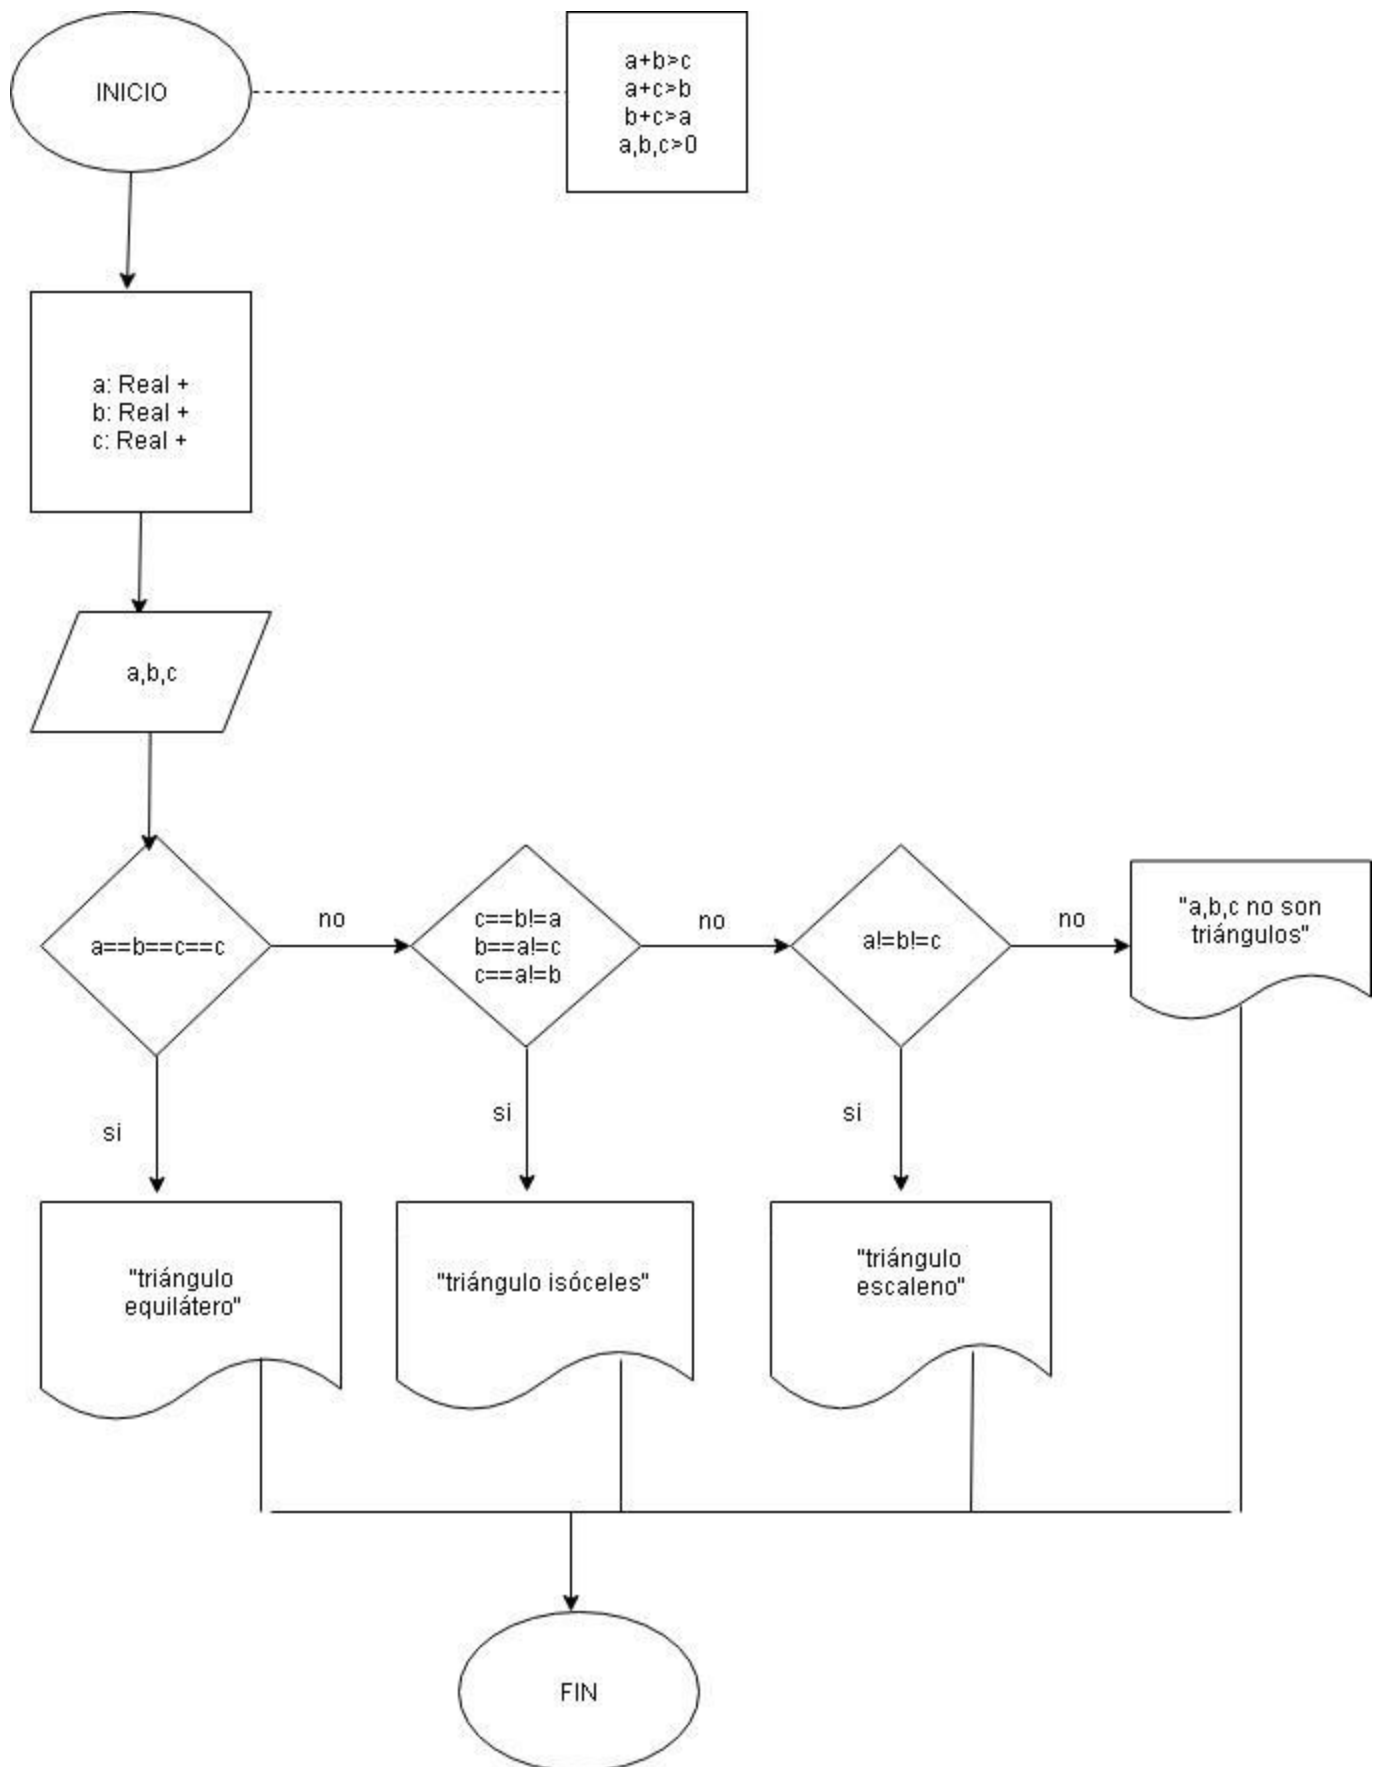 INICIO
a+b>c
a+c>b
b+c>a
a,b,c>0
a: Real +
b: Real +
c: Real +
a,b,c
a==b==c==c
no
c==b!=a
b==a!=c
c==a!=b
no
a!=b!=c
no
"a,b,c no son
triángulos"
si
si
si
"triángulo
equilátero"
"triángulo isóceles"
"triángulo
escaleno"
FIN